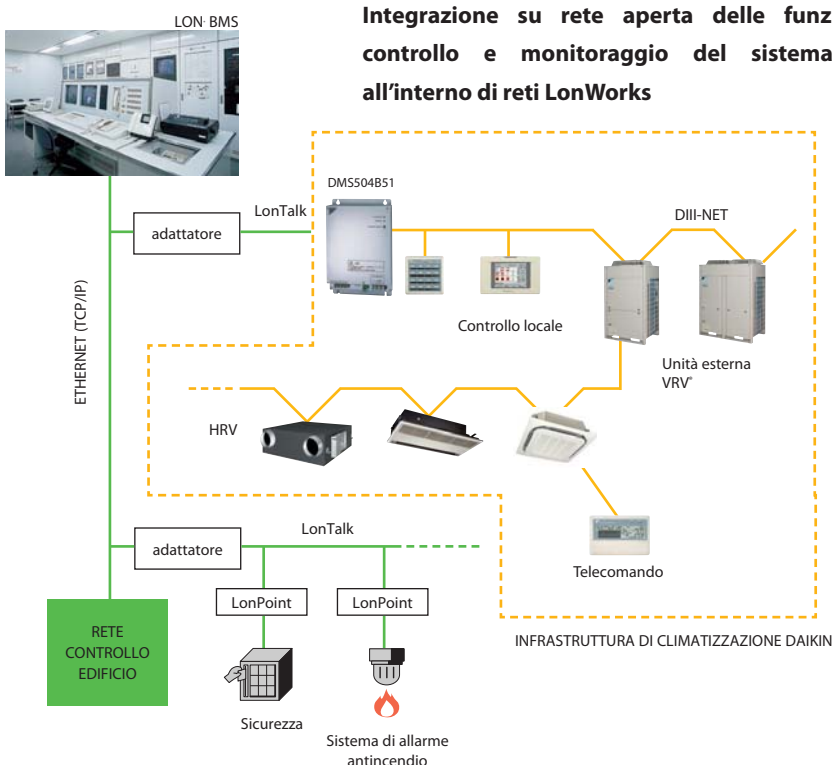 Integrazione su rete aperta delle funz
controllo e monitoraggio del sistema
all'interno di reti LonWorks
LON· BMS
DMS504B51
LonTalk
DIII-NET
adattatore
ETHERNET (TCP/IP)
Controllo locale
Unità esterna
VRV®
HRV
LonTalk
adattatore
Telecomando
LonPoint
LonPoint
RETE
CONTROLLO
EDIFICIO
INFRASTRUTTURA DI CLIMATIZZAZIONE DAIKIN
Sicurezza
Sistema di allarme
antincendio